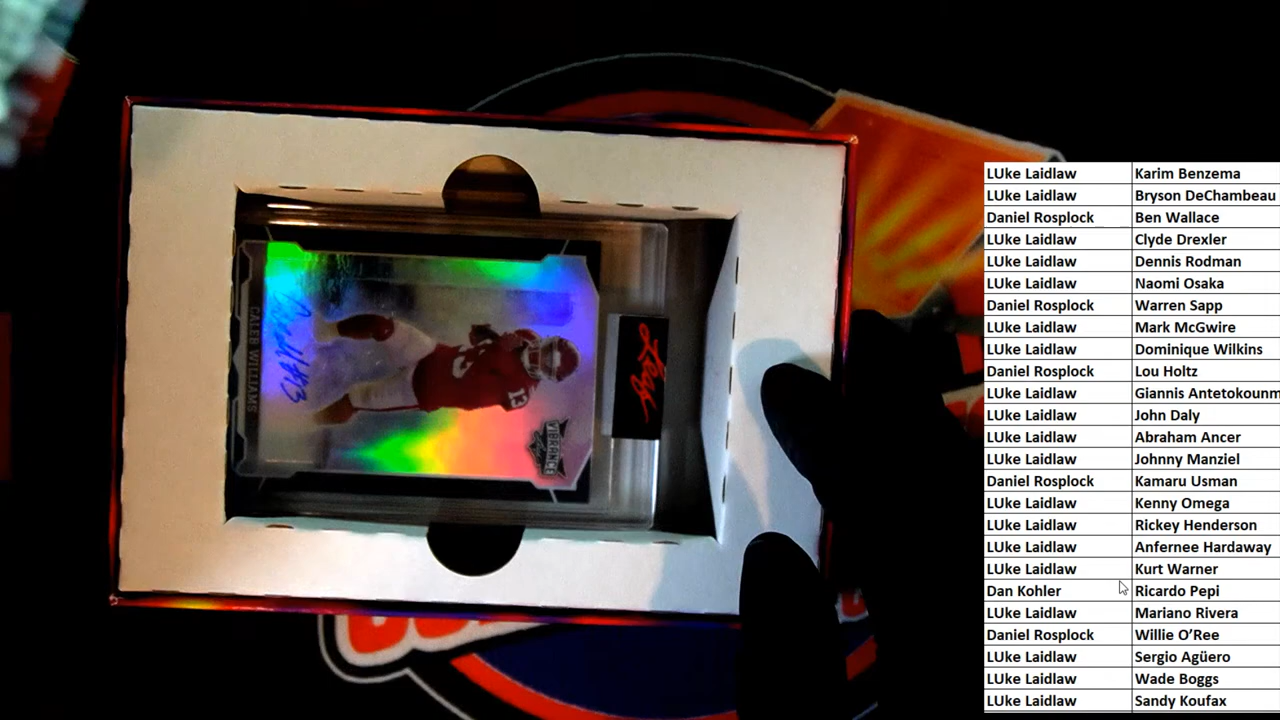 CALEB WILLIAMS
13
VIBRANCE
Leaf
LUke Laidlaw Karim Benzema
LUke Laidlaw Bryson DeChambeau
Daniel Rosplock Ben Wallace
LUke Laidlaw Clyde Drexler
LUke Laidlaw Dennis Rodman
LUke Laidlaw Naomi Osaka
Daniel Rosplock Warren Sapp
LUke Laidlaw Mark McGwire
LUke Laidlaw Dominique Wilkins
Daniel Rosplock Lou Holtz
LUke Laidlaw Giannis Antetokounm
LUke Laidlaw John Daly
LUke Laidlaw Abraham Ancer
LUke Laidlaw Johnny Manziel
Daniel Rosplock Kamaru Usman
LUke Laidlaw Kenny Omega
LUke Laidlaw Rickey Henderson
LUke Laidlaw Anfernee Hardaway
LUke Laidlaw Kurt Warner
Dan Kohler Ricardo Pepi
LUke Laidlaw Mariano Rivera
Daniel Rosplock Willie O’Ree
LUke Laidlaw Sergio Agüero
LUke Laidlaw Wade Boggs
LUke Laidlaw Sandy Koufax